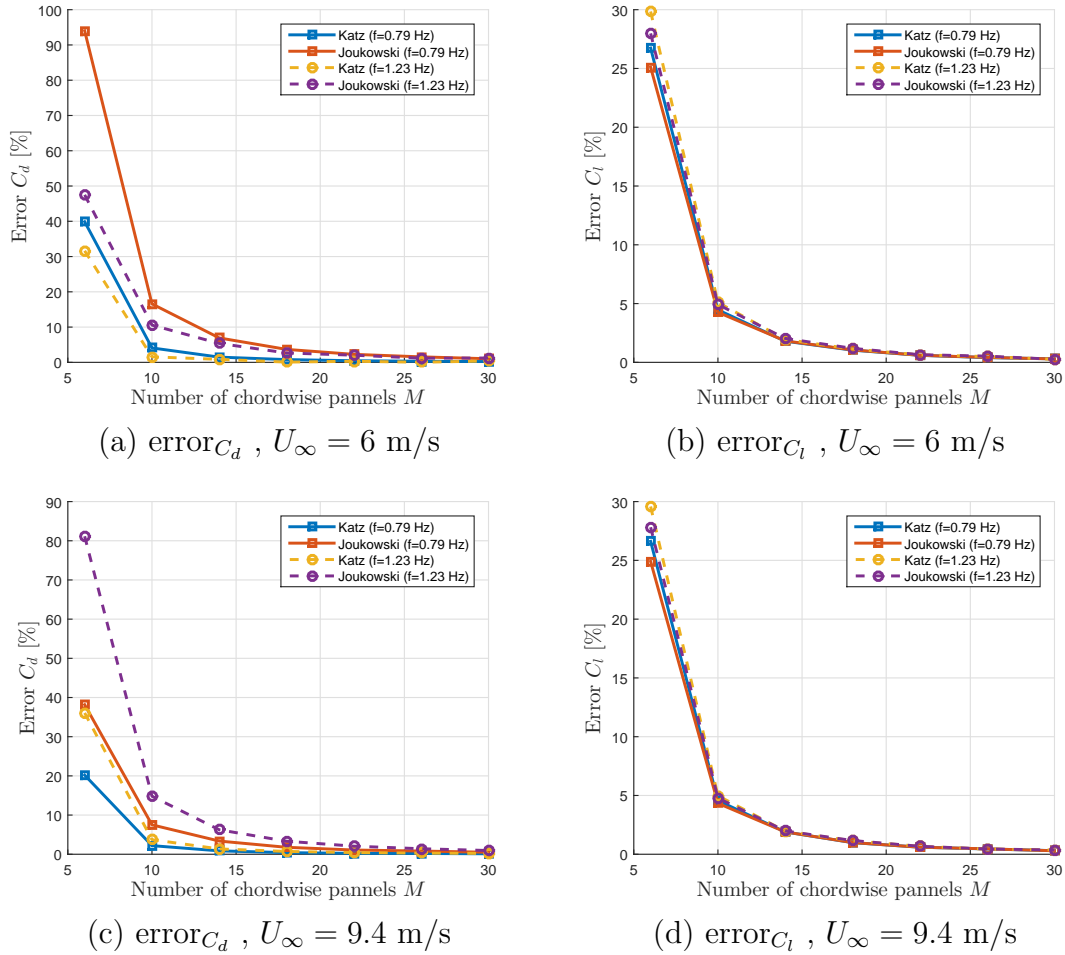 100
90
80
70
60
50
40
30
20
10
0
Error C_d [%]
5 10 15 20 25 30
Number of chordwise pannels M
Katz (f=0.79 Hz)
Joukowski (f=0.79 Hz)
Katz (f=1.23 Hz)
Joukowski (f=1.23 Hz)
(a) error_{C_d} , U_∞ = 6 m/s
30
25
20
15
10
5
0
Error C_l [%]
5 10 15 20 25 30
Number of chordwise pannels M
Katz (f=0.79 Hz)
Joukowski (f=0.79 Hz)
Katz (f=1.23 Hz)
Joukowski (f=1.23 Hz)
(b) error_{C_l} , U_∞ = 6 m/s
90
80
70
60
50
40
30
20
10
0
Error C_d [%]
5 10 15 20 25 30
Number of chordwise pannels M
Katz (f=0.79 Hz)
Joukowski (f=0.79 Hz)
Katz (f=1.23 Hz)
Joukowski (f=1.23 Hz)
(c) error_{C_d} , U_∞ = 9.4 m/s
30
25
20
15
10
5
0
Error C_l [%]
5 10 15 20 25 30
Number of chordwise pannels M
Katz (f=0.79 Hz)
Joukowski (f=0.79 Hz)
Katz (f=1.23 Hz)
Joukowski (f=1.23 Hz)
(d) error_{C_l} , U_∞ = 9.4 m/s